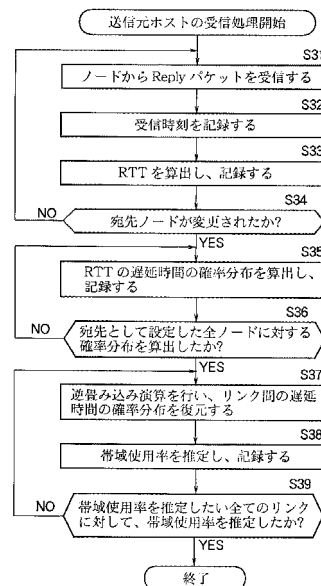 送信元ホストの受信処理開始
S31
ノードからReplyパケットを受信する
S32
受信時刻を記録する
S33
RTTを算出し、記録する
S34
NO
宛先ノードが変更されたか?
YES
S35
RTTの遅延時間の確率分布を算出し、
記録する
S36
NO
宛先として設定した全ノードに対する
確率分布を算出したか?
YES
S37
逆畳み込み演算を行い、リンク間の遅延
時間の確率分布を復元する
S38
帯域使用率を推定し、記録する
S39
NO
帯域使用率を推定したい全てのリンク
に対して、帯域使用率を推定したか?
YES
終了